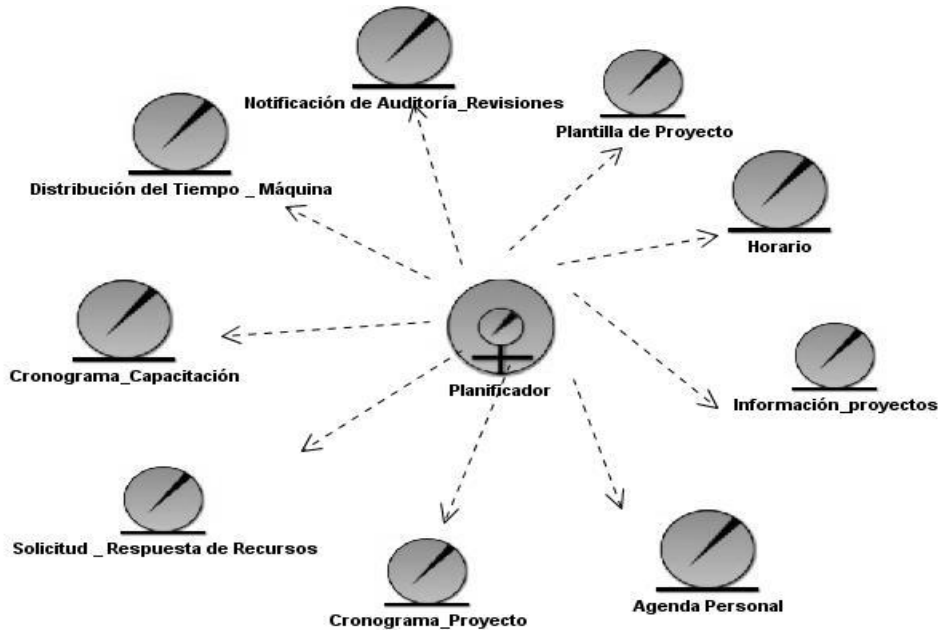 Notificación de Auditoría_Revisiones
Plantilla de Proyecto
Distribución del Tiempo _ Máquina
Horario
Cronograma_Capacitación
Planificador
Información_proyectos
Solicitud _ Respuesta de Recursos
Cronograma_Proyecto
Agenda Personal